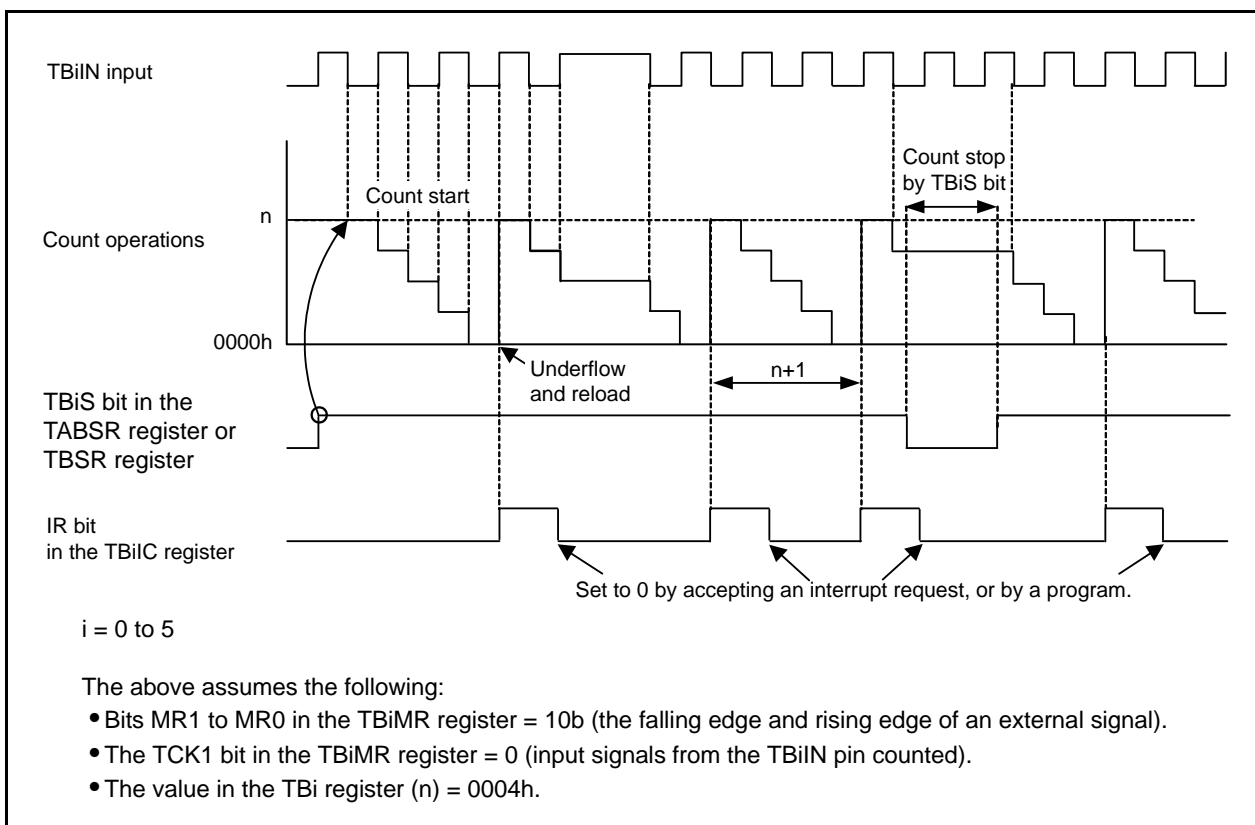 TBiIN input
Count stop
by TBiS bit
Count start
n
Count operations
0000h
Underflow
and reload
n+1
TBiS bit in the
TABSR register or
TBSR register
IR bit
in the TBiIC register
Set to 0 by accepting an interrupt request, or by a program.
i = 0 to 5
The above assumes the following:
• Bits MR1 to MR0 in the TBiMR register = 10b (the falling edge and rising edge of an external signal).
• The TCK1 bit in the TBiMR register = 0 (input signals from the TBiIN pin counted).
• The value in the TBi register (n) = 0004h.